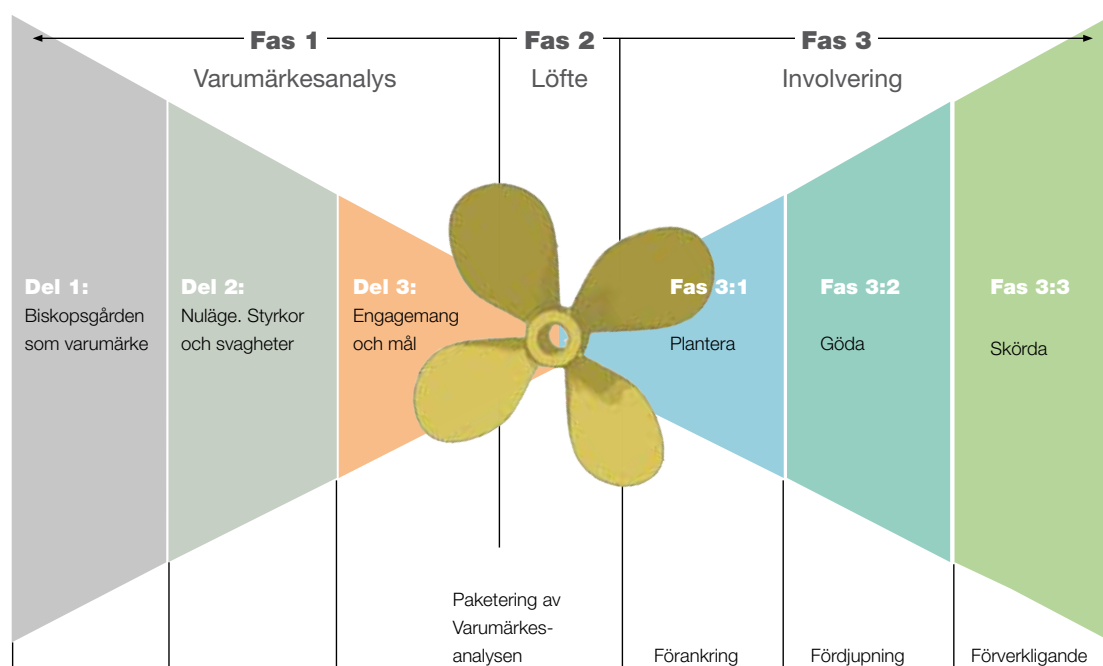 Fas 1
Varumärkesanalys
Fas 2
Löfte
Fas 3
Involvering
Del 1:
Biskopsgården
som varumärke
Del 2:
Nuläge. Styrkor
och svagheter
Del 3:
Engagemang
och mål
Fas 3:1
Plantera
Fas 3:2
Göda
Fas 3:3
Skörda
Paketering av
Varumärkes-
analysen
Förankring
Fördjupning
Förverkligande